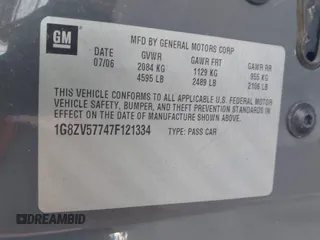 GM
MFD BY GENERAL MOTORS CORP
DATE GVWR GAWR FRT GAWR RR
07/06 2084 KG 1129 KG 955 KG
4595 LB 2489 LB 2106 LB
THIS VEHICLE CONFORMS TO ALL APPLICABLE U.S. FEDERAL MOTOR
VEHICLE SAFETY, BUMPER, AND THEFT PREVENTION STANDARDS IN
EFFECT ON THE DATE OF MANUFACTURE SHOWN ABOVE.
1G8ZV57747F121334 TYPE: PASS CAR
DREAMBID